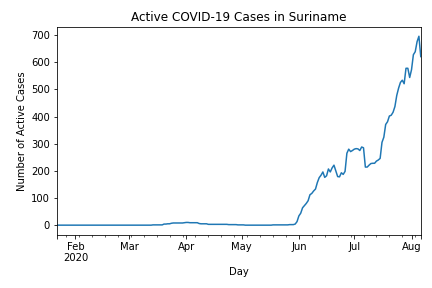 Active COVID-19 Cases in Suriname
Number of Active Cases
700
600
500
400
300
200
100
0
Feb Mar Apr May Jun Jul Aug
2020
Day